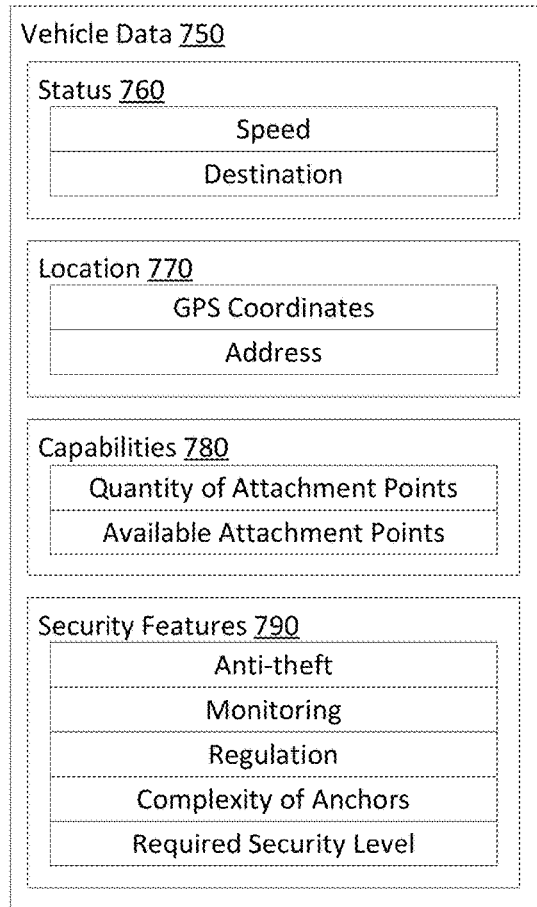 Vehicle Data 750
Status 760
Speed
Destination
Location 770
GPS Coordinates
Address
Capabilities 780
Quantity of Attachment Points
Available Attachment Points
Security Features 790
Anti-theft
Monitoring
Regulation
Complexity of Anchors
Required Security Level